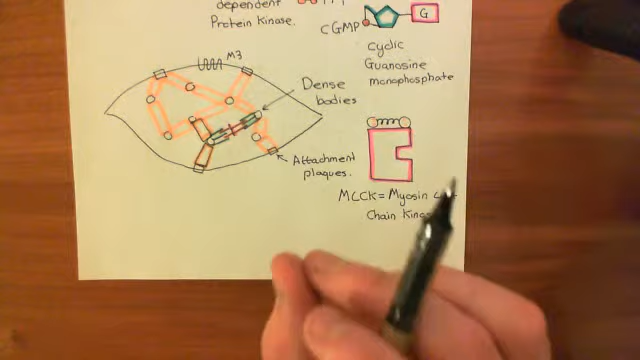 dependent
Protein Kinase.
CGMP
G
cyclic
Guanosine
monophosphate
M3
Dense
bodies
Attachment
plaques.
MLCK = Myosin
Chain